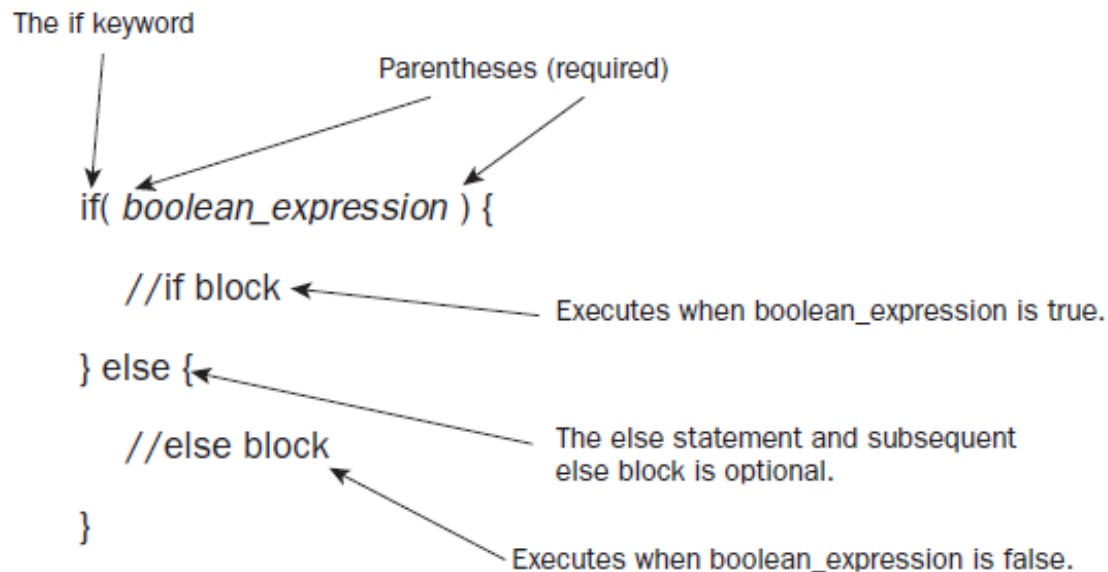 The if keyword
Parentheses (required)
if( boolean_expression ) {
//if block
Executes when boolean_expression is true.
} else {
//else block
The else statement and subsequent
else block is optional.
}
Executes when boolean_expression is false.